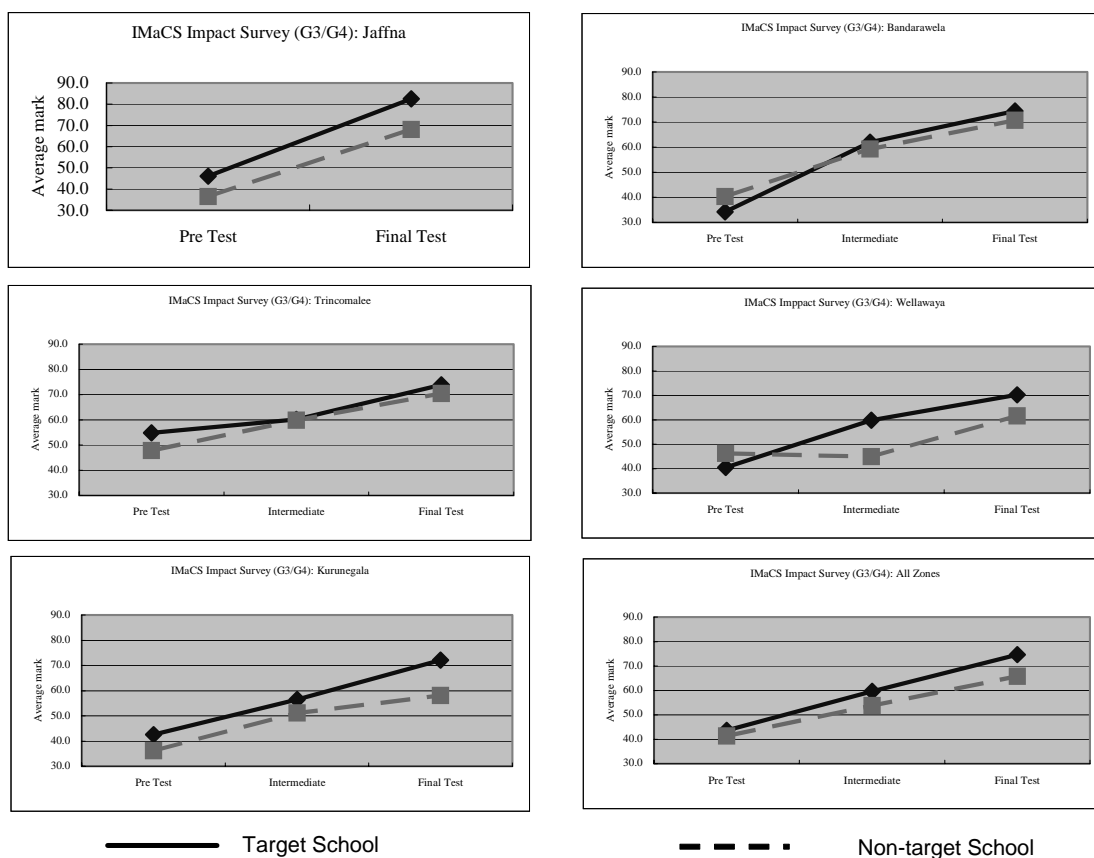 IMaCS Impact Survey (G3/G4): Jaffna
Average mark
90.0
80.0
70.0
60.0
50.0
40.0
30.0
Pre Test Final Test
IMaCS Impact Survey (G3/G4): Bandarawela
Average mark
90.0
80.0
70.0
60.0
50.0
40.0
30.0
Pre Test Intermediate Final Test
IMaCS Impact Survey (G3/G4): Trincomalee
Average mark
90.0
80.0
70.0
60.0
50.0
40.0
30.0
Pre Test Intermediate Final Test
IMaCS Imppact Survey (G3/G4): Wellawaya
Average mark
90.0
80.0
70.0
60.0
50.0
40.0
30.0
Pre Test Intermediate Final Test
IMaCS Impact Survey (G3/G4): Kurunegala
Average mark
90.0
80.0
70.0
60.0
50.0
40.0
30.0
Pre Test Intermediate Final Test
IMaCS Impact Survey (G3/G4): All Zones
Average mark
90.0
80.0
70.0
60.0
50.0
40.0
30.0
Pre Test Intermediate Final Test
Target School
Non-target School